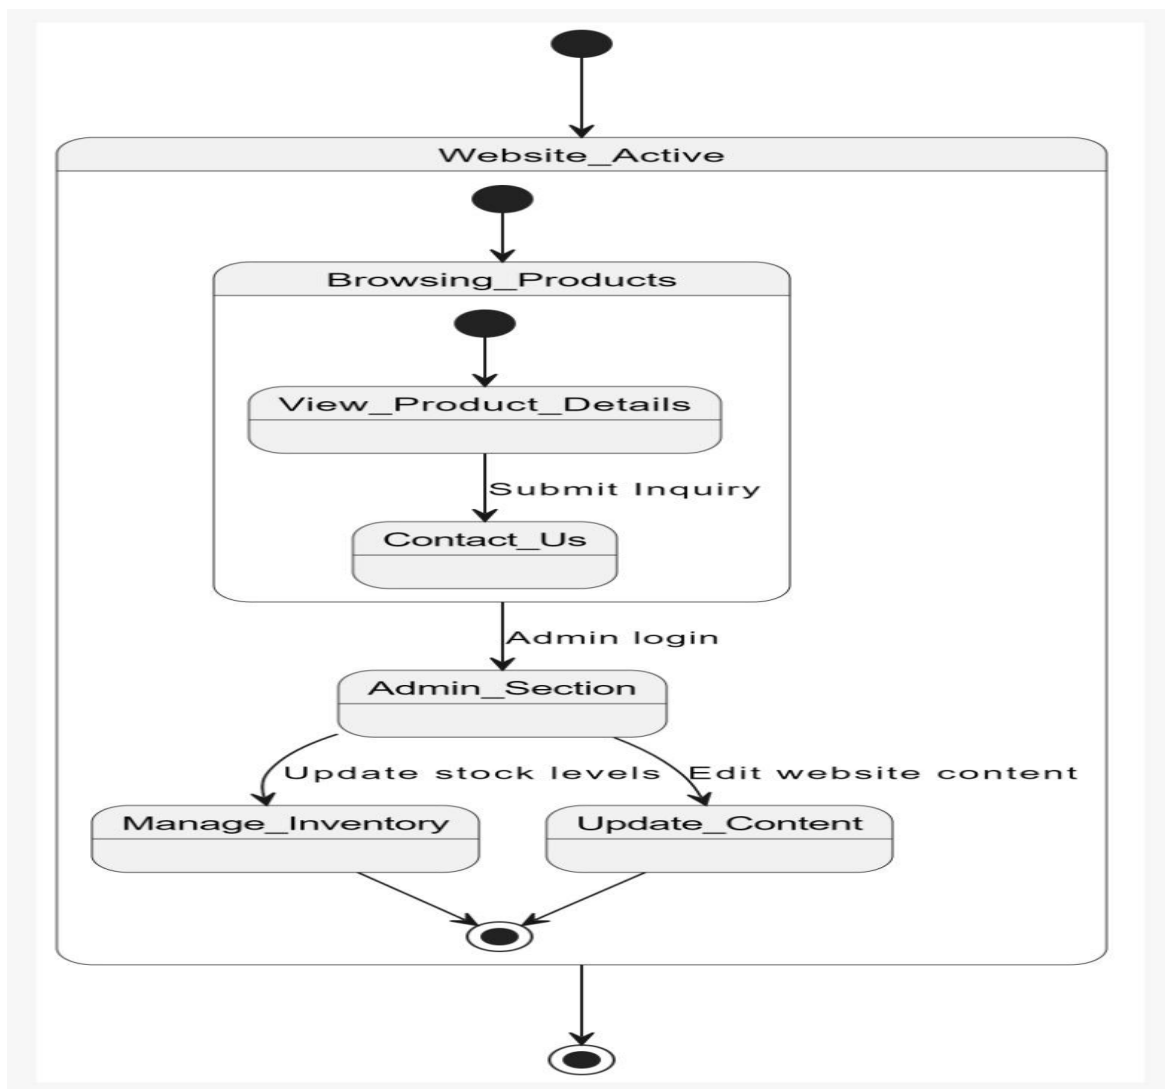 Website_Active
Browsing_Products
View_Product_Details
Submit Inquiry
Contact_Us
Admin login
Admin_Section
Update stock levels
Edit website content
Manage_Inventory
Update_Content